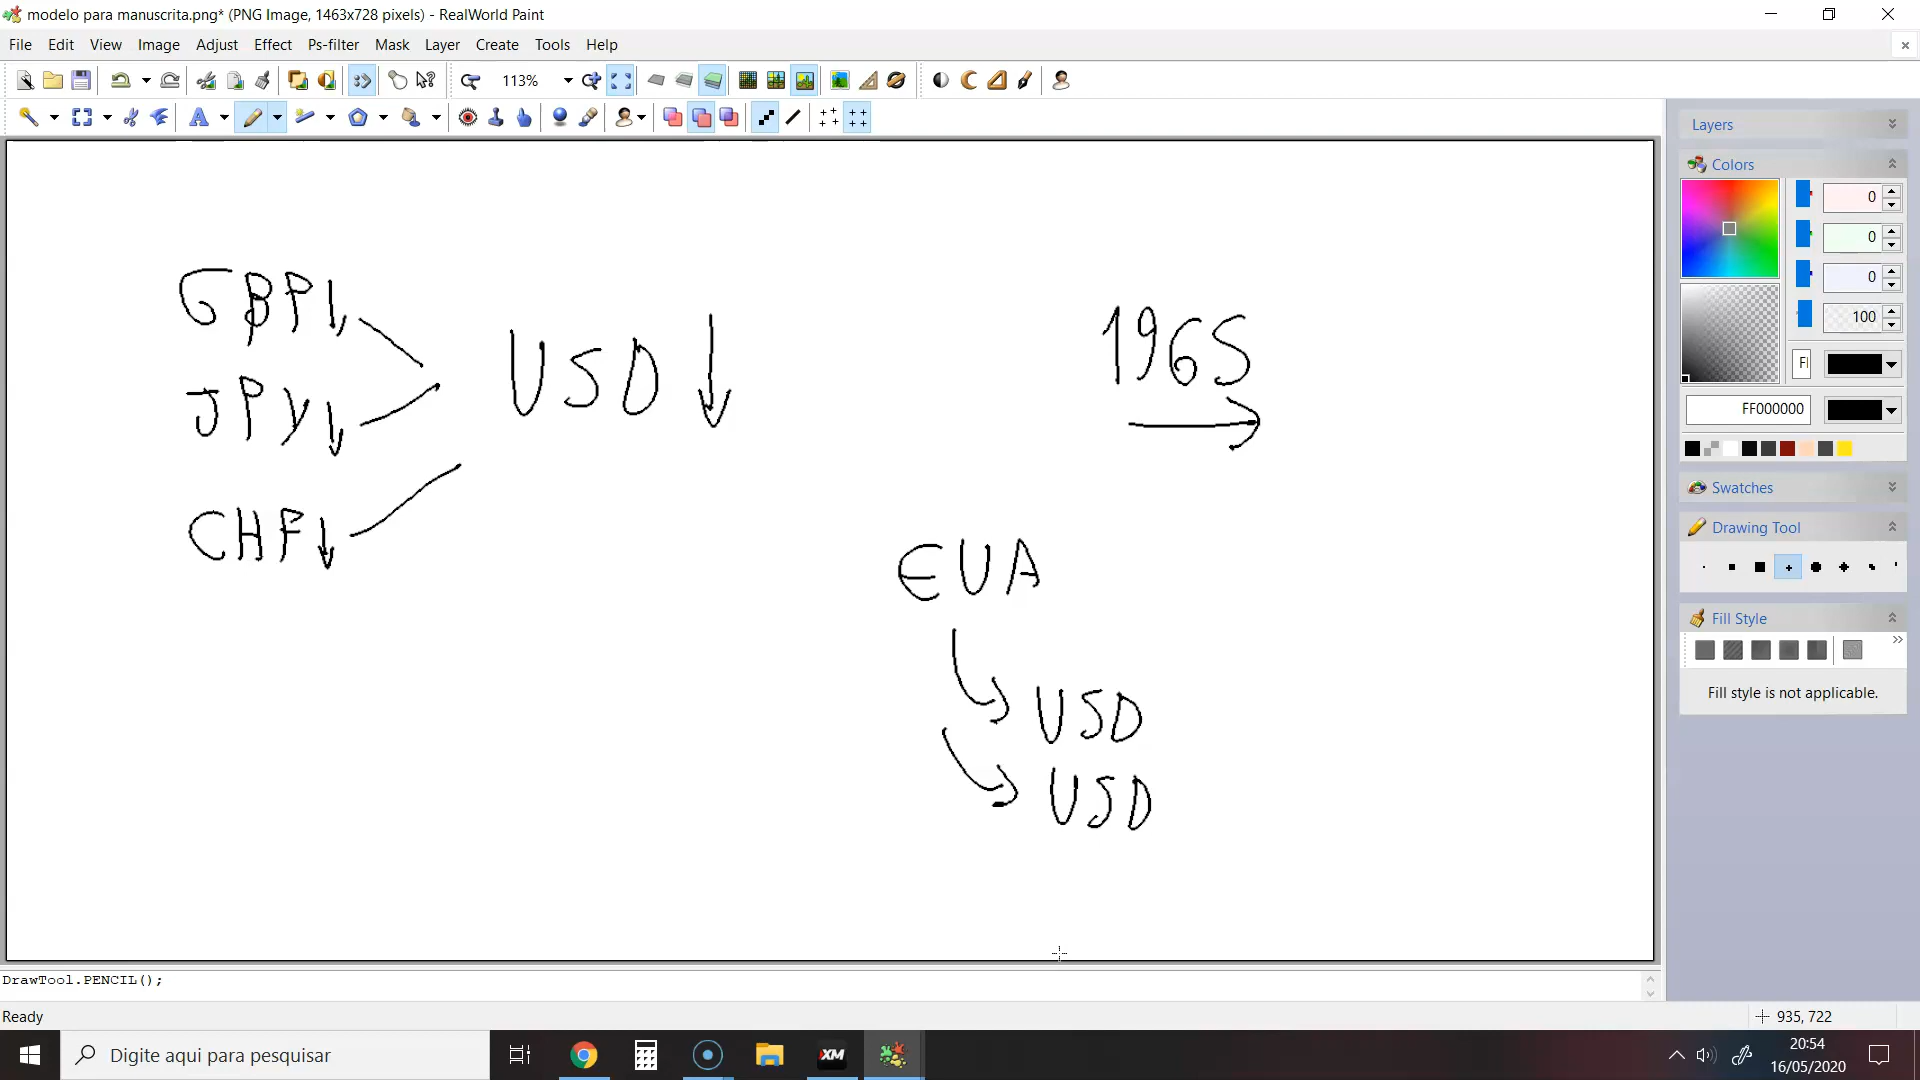 modelo para manuscrita.png* (PNG Image, 1463x728 pixels) - RealWorld Paint
File Edit View Image Adjust Effect Ps-filter Mask Layer Create Tools Help
113%
Layers
Colors
0
0
0
100
FF000000
Swatches
Drawing Tool
Fill Style
Fill style is not applicable.
GBP↓
JPY↓
CHF↓
USD ↓
1965
→
EUA
USD
USD
DrawTool.PENCIL();
Ready
935, 722
Digite aqui para pesquisar
XM
20:54
16/05/2020